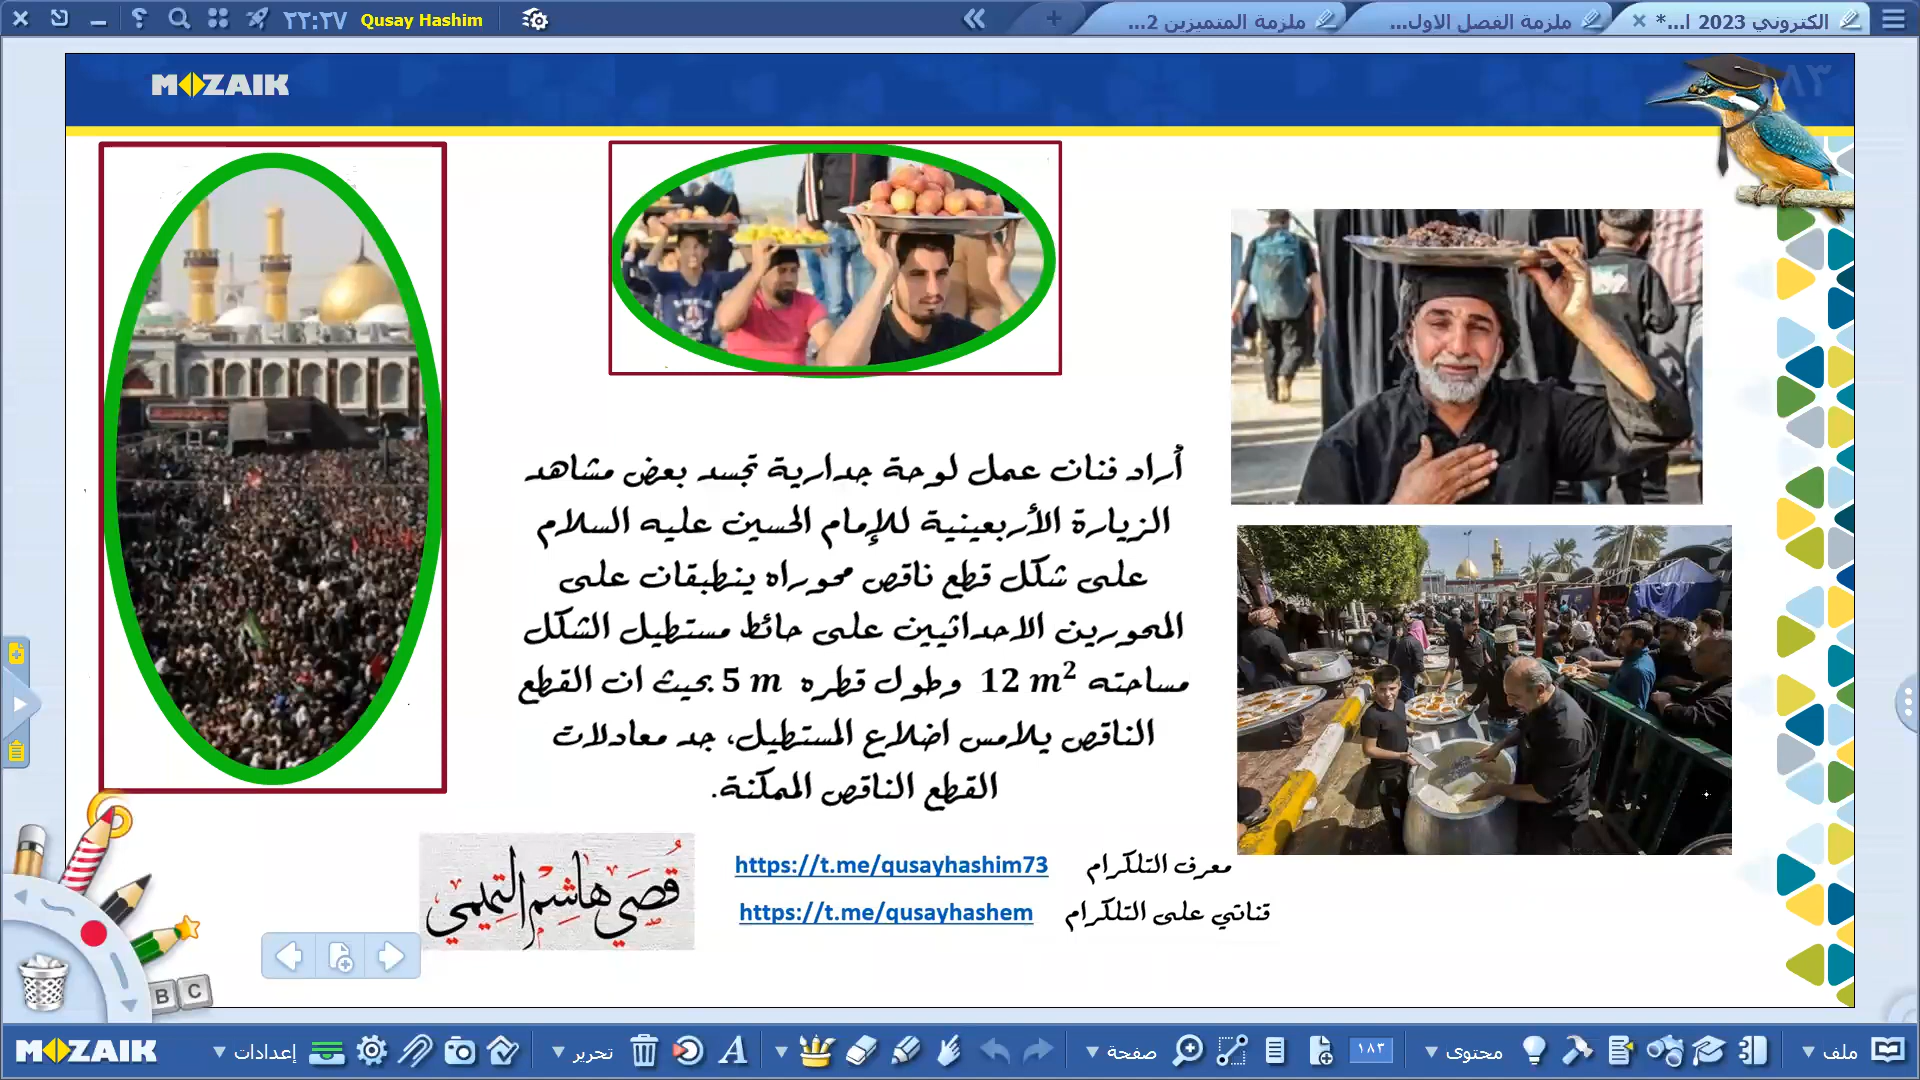 ٢٢:٢٧ Qusay Hashim
ملزمة المتميزين 2...
ملزمة الفصل الاول...
الكتروني 2023 ا...*
MOZAIK
١٨٣
أراد فنان عمل لوحة جدارية تجسد بعض مشاهد
الزيارة الأربعينية للإمام الحسين عليه السلام
على شكل قطع ناقص محوراه ينطبقان على
المحورين الاحداثيين على حائط مستطيل الشكل
مساحته 12 m² وطول قطره 5 m بحيث ان القطع
الناقص يلامس اضلاع المستطيل، جد معادلات
القطع الناقص الممكنة.
قُصَي هاشِم التميمي
معرف التلكرام https://t.me/qusayhashim73
قناتي على التلكرام https://t.me/qusayhashem
B C
MOZAIK
إعدادات
تحرير
A
صفحة
١٨٣
محتوى
ملف